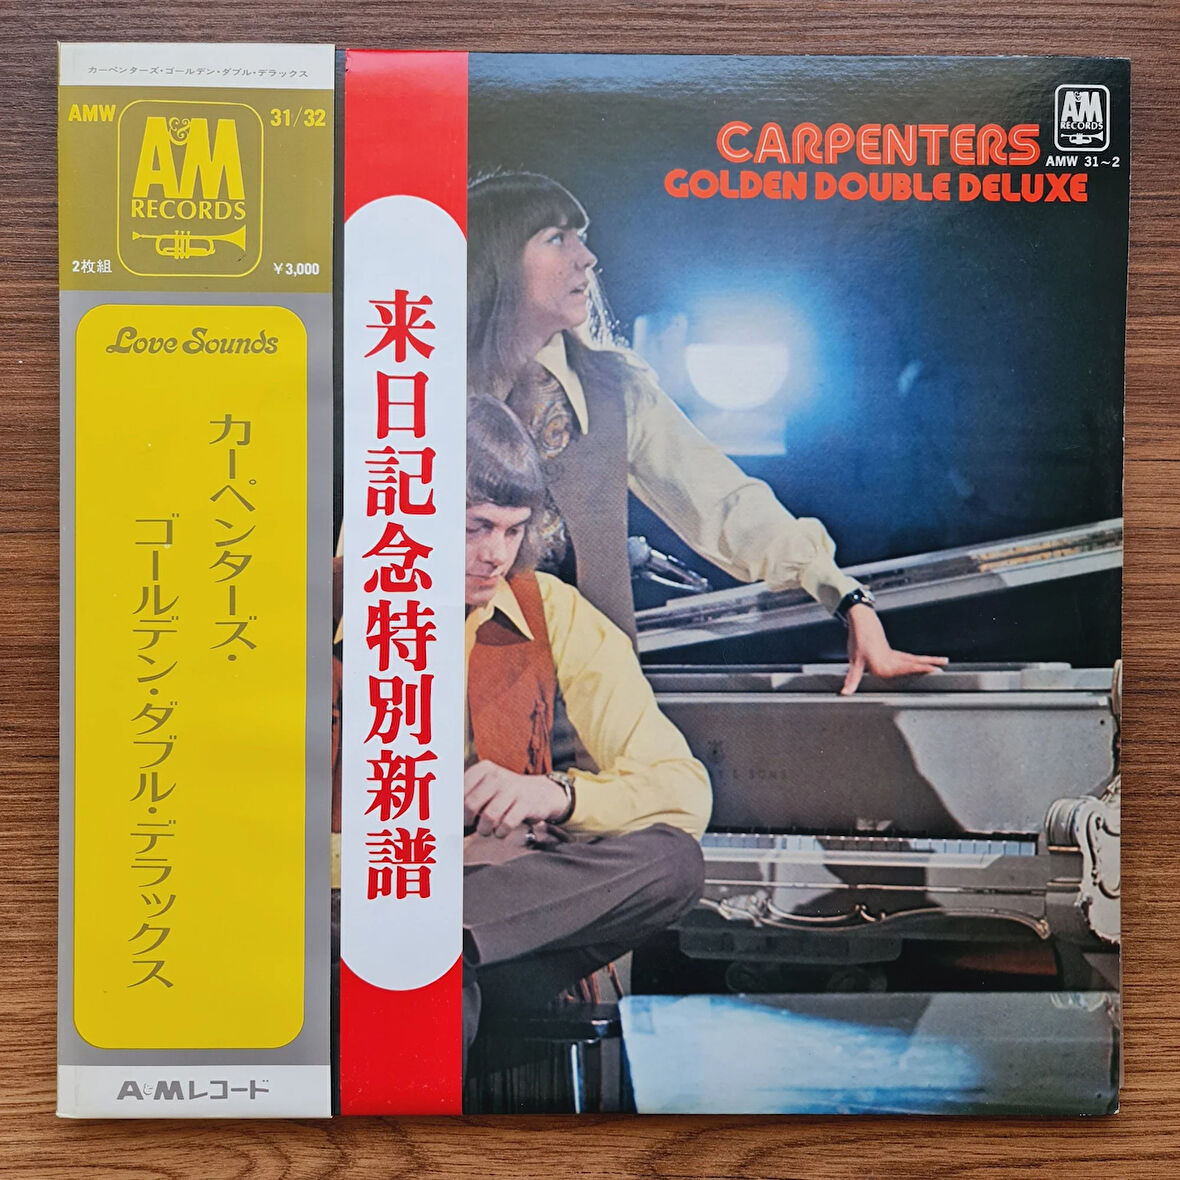 カーペンターズ・ゴールデン・ダブル・デラックス
AMW 31/32
A&M
RECORDS
2枚組 ¥3,000
Love Sounds
カーペンターズ・
ゴールデン・ダブル・デラックス
A&Mレコード
来日記念特別新譜
CARPENTERS
GOLDEN DOUBLE DELUXE
A&M
RECORDS
AMW 31~2
& SONS